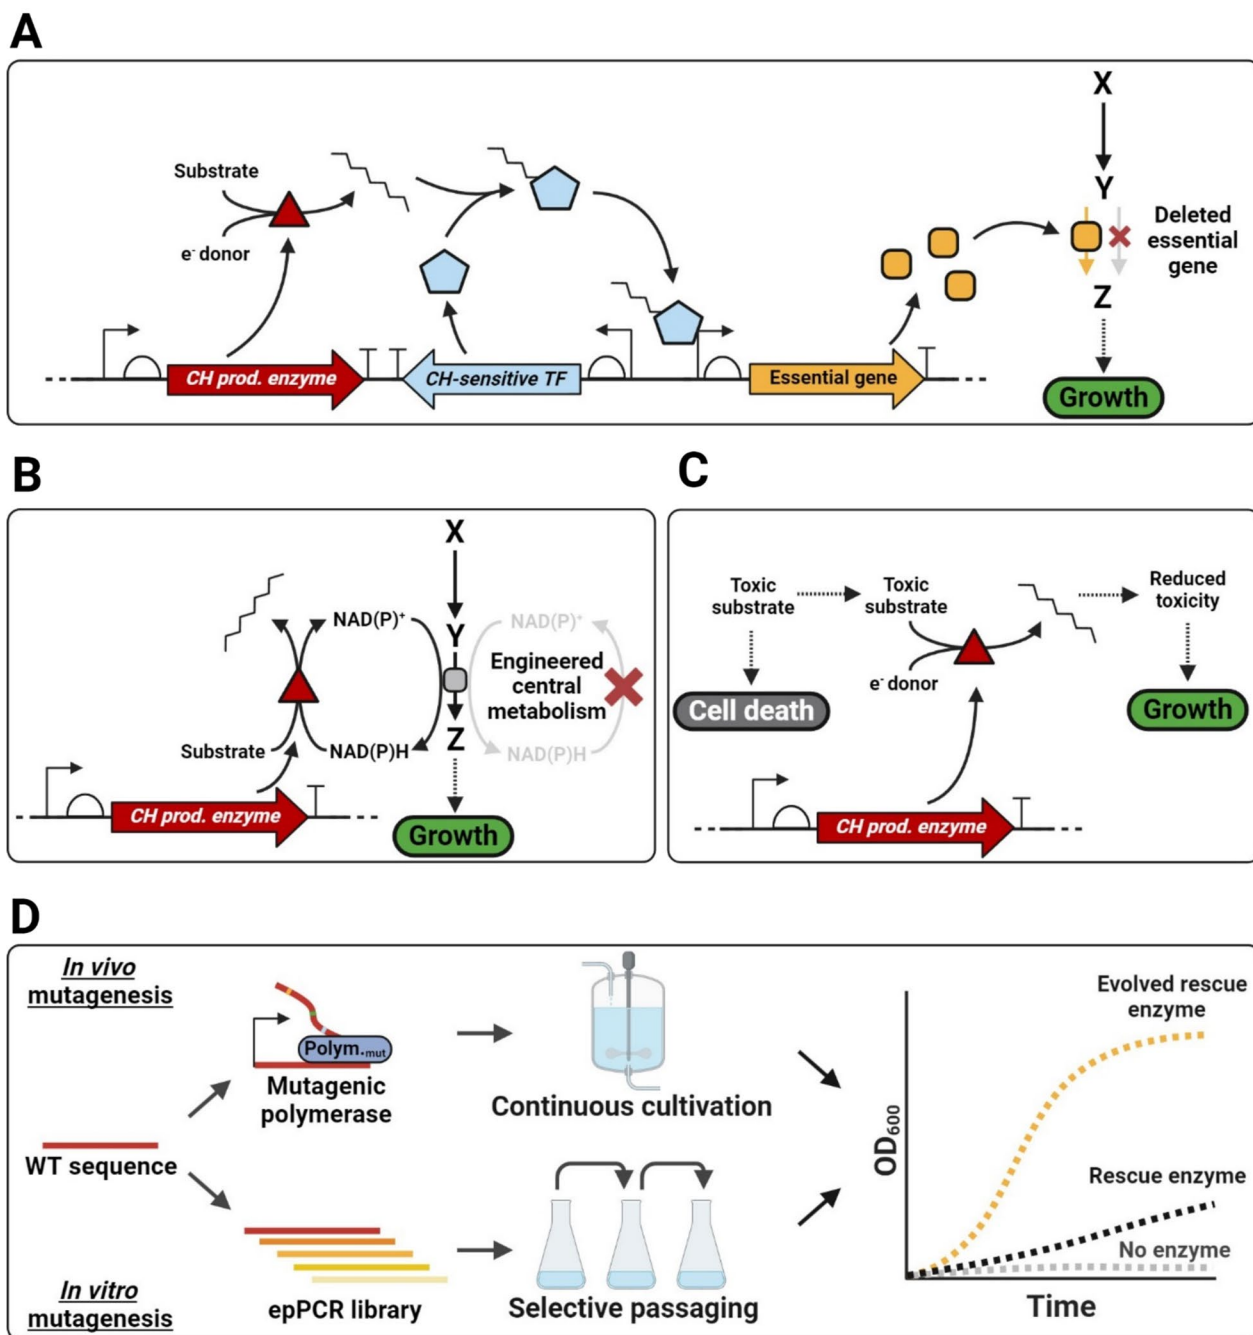 A
X
Substrate
Y
Deleted
essential
gene
e- donor
Z
CH prod. enzyme
CH-sensitive TF
Essential gene
Growth
B
C
X
NAD(P)+
NAD(P)+
Y
Engineered
central
metabolism
Substrate
NAD(P)H
Z
NAD(P)H
CH prod. enzyme
Growth
Toxic
substrate
Toxic
substrate
Reduced
toxicity
e- donor
Cell death
Growth
CH prod. enzyme
D
In vivo
mutagenesis
Polym.mut
Mutagenic
polymerase
Continuous cultivation
WT sequence
epPCR library
Selective passaging
In vitro
mutagenesis
Evolved rescue
enzyme
OD600
Rescue enzyme
No enzyme
Time